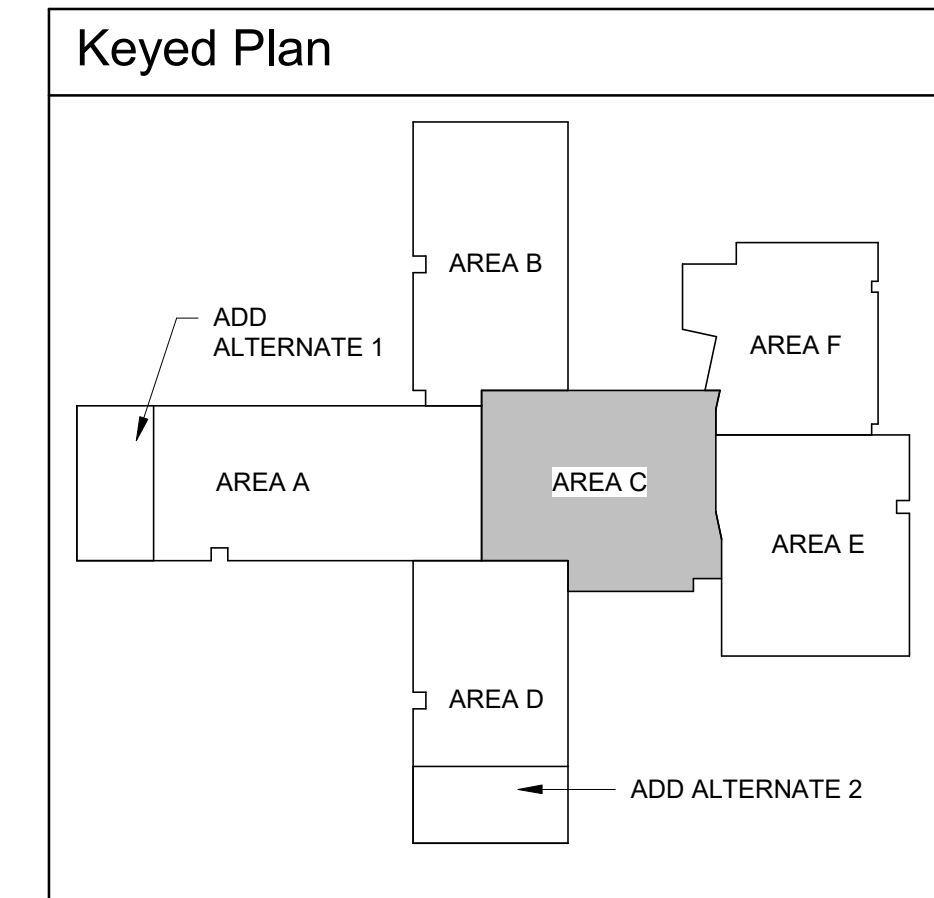 Keyed Plan
AREA B
ADD
ALTERNATE 1
AREA F
AREA A
AREA C
AREA E
AREA D
ADD ALTERNATE 2